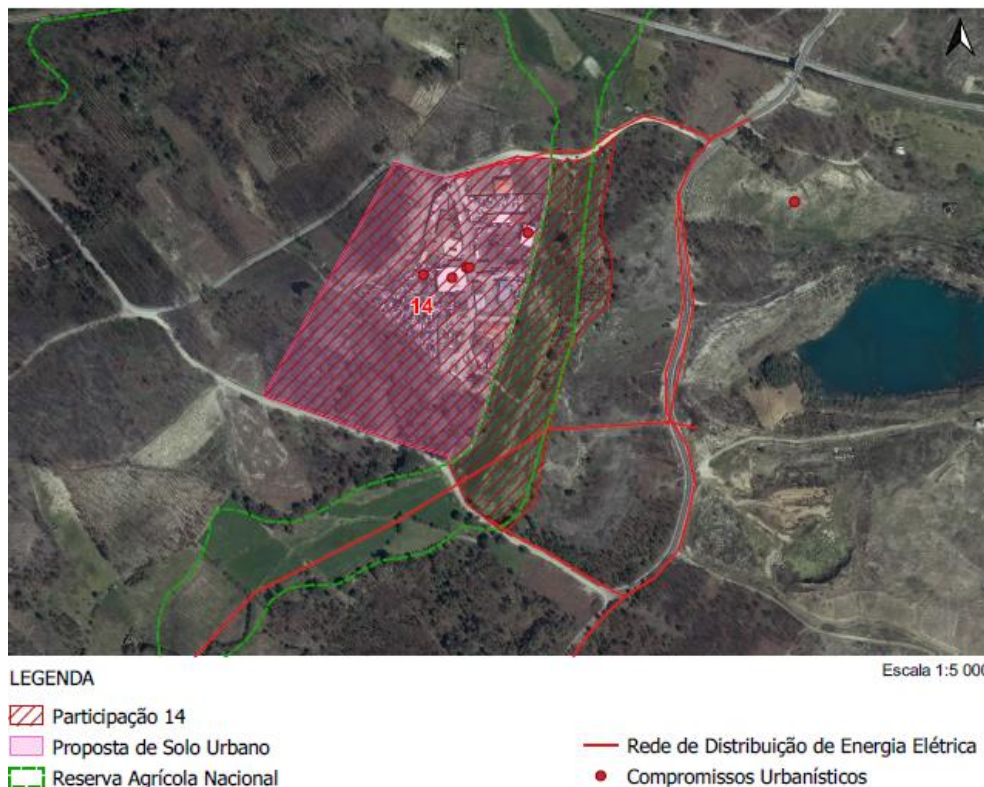 14
Escala 1:5 000
LEGENDA
Participação 14
Proposta de Solo Urbano
Reserva Agrícola Nacional
Rede de Distribuição de Energia Elétrica
Compromissos Urbanísticos